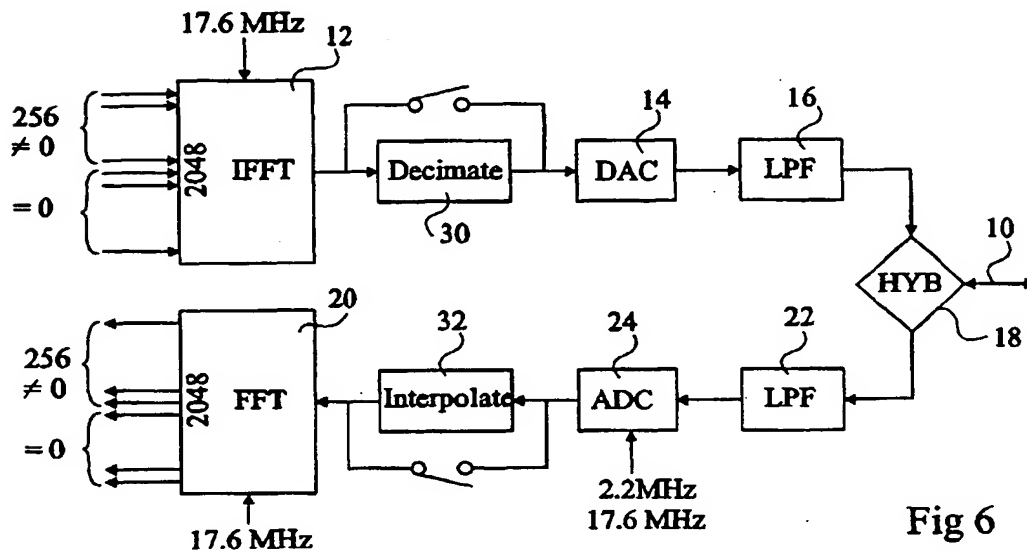 17.6 MHz
12
256
≠ 0
= 0
2048
IFFT
Decimate
30
14
DAC
16
LPF
10
HYB
18
20
256
≠ 0
= 0
2048
FFT
17.6 MHz
32
Interpolate
24
ADC
2.2MHz
17.6 MHz
22
LPF
Fig 6